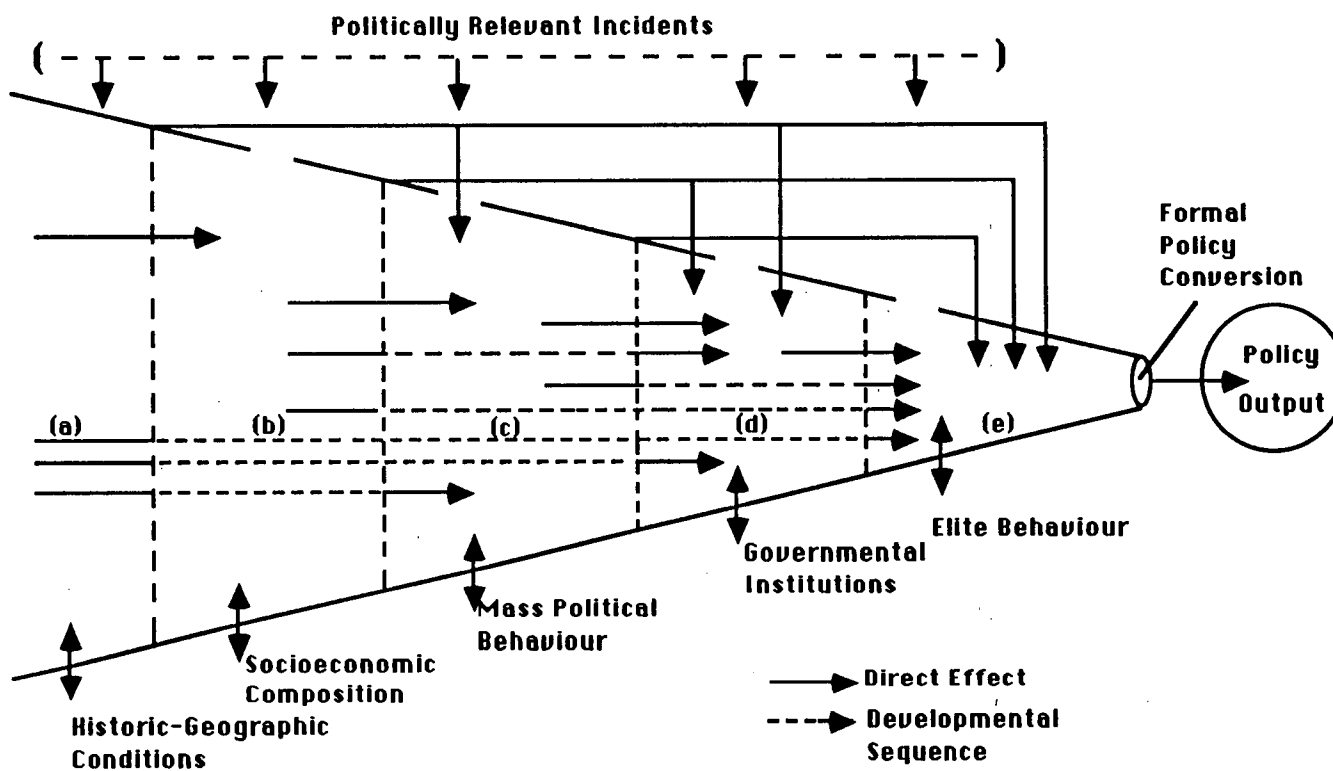 Politically Relevant Incidents
Formal
Policy
Conversion
Policy
Output
(a)
(b)
(c)
(d)
(e)
Elite Behaviour
Governmental
Institutions
Mass Political
Behaviour
Socioeconomic
Composition
Historic-Geographic
Conditions
Direct Effect
Developmental
Sequence